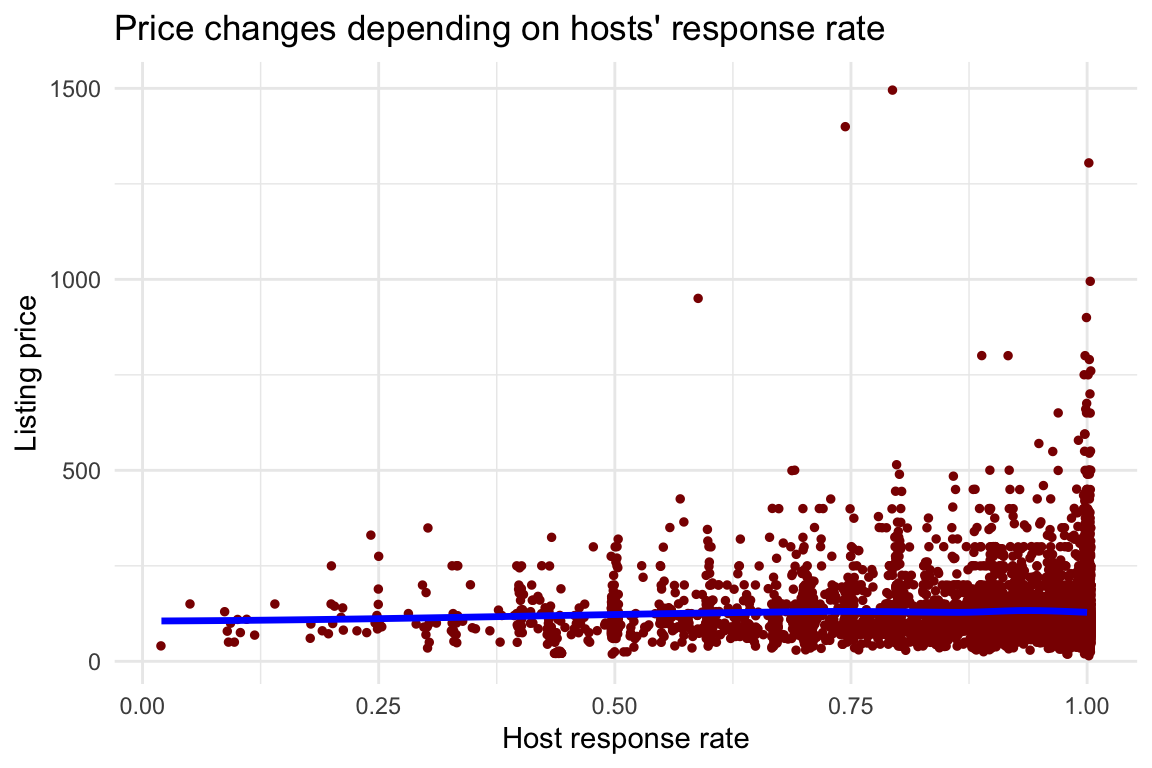 Price changes depending on hosts' response rate
Listing price
1500
1000
500
0
0.00 0.25 0.50 0.75 1.00
Host response rate